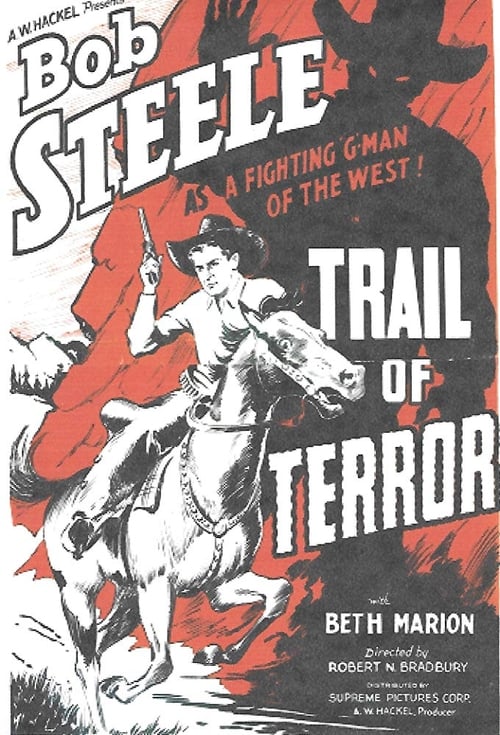 A.W. HACKEL Presents
Bob
STEELE
AS A FIGHTING "G-MAN
OF THE WEST!
TRAIL
OF
TERROR
with
BETH MARION
Directed by
ROBERT N. BRADBURY
DISTRIBUTED BY
SUPREME PICTURES CORP.
A. W. HACKEL, Producer